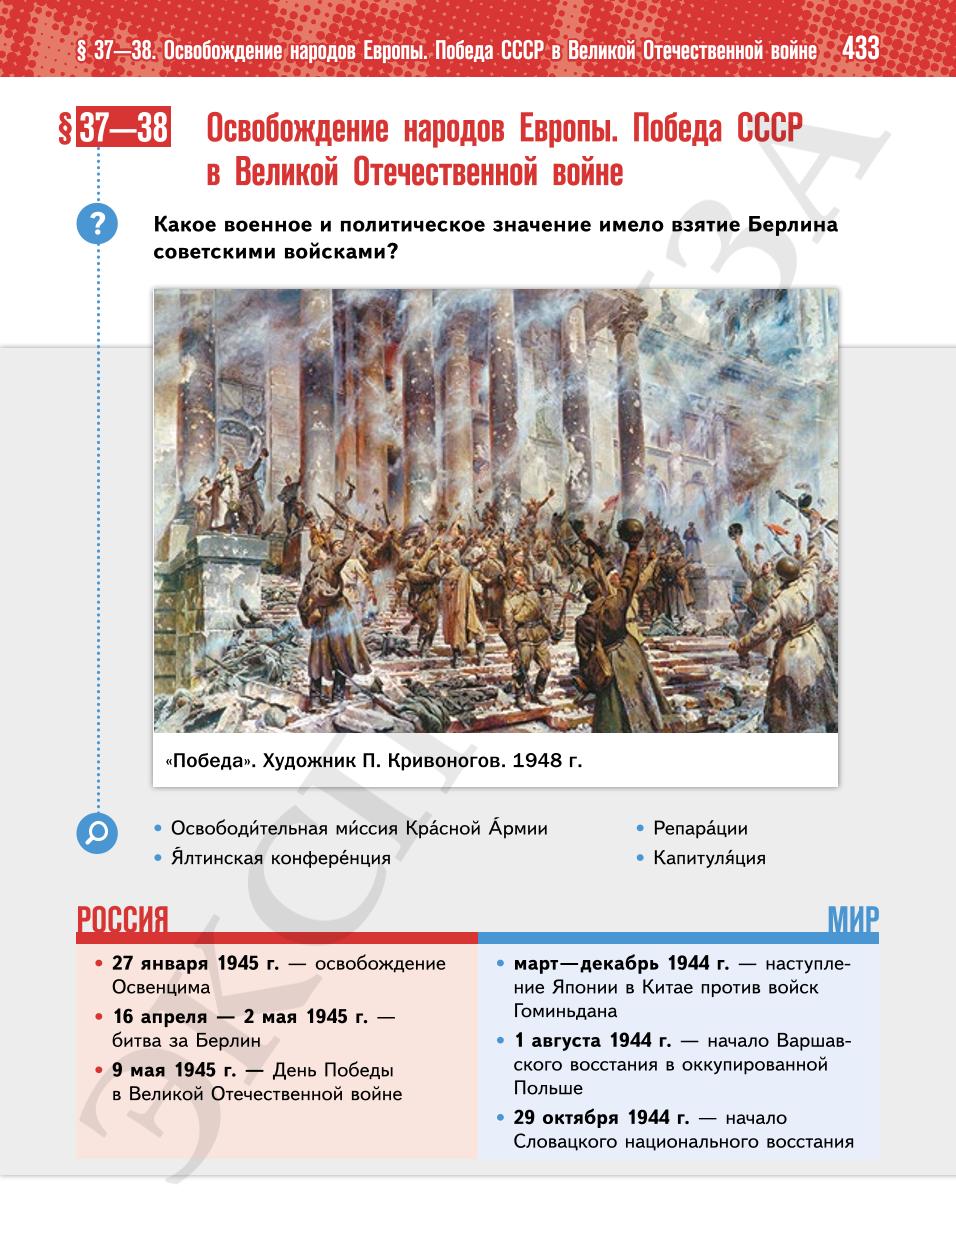 § 37—38. Освобождение народов Европы. Победа СССР в Великой Отечественной войне 433
§ 37—38
Освобождение народов Европы. Победа СССР
в Великой Отечественной войне
?
Какое военное и политическое значение имело взятие Берлина
советскими войсками?
«Победа». Художник П. Кривоногов. 1948 г.
• Освободи́тельная ми́ссия Кра́сной А́рмии
• Я́лтинская конфере́нция
• Репара́ции
• Капитуля́ция
РОССИЯ
• 27 января 1945 г. — освобождение
Освенцима
• 16 апреля — 2 мая 1945 г. —
битва за Берлин
• 9 мая 1945 г. — День Победы
в Великой Отечественной войне
МИР
• март—декабрь 1944 г. — наступле-
ние Японии в Китае против войск
Гоминьдана
• 1 августа 1944 г. — начало Варшав-
ского восстания в оккупированной
Польше
• 29 октября 1944 г. — начало
Словацкого национального восстания